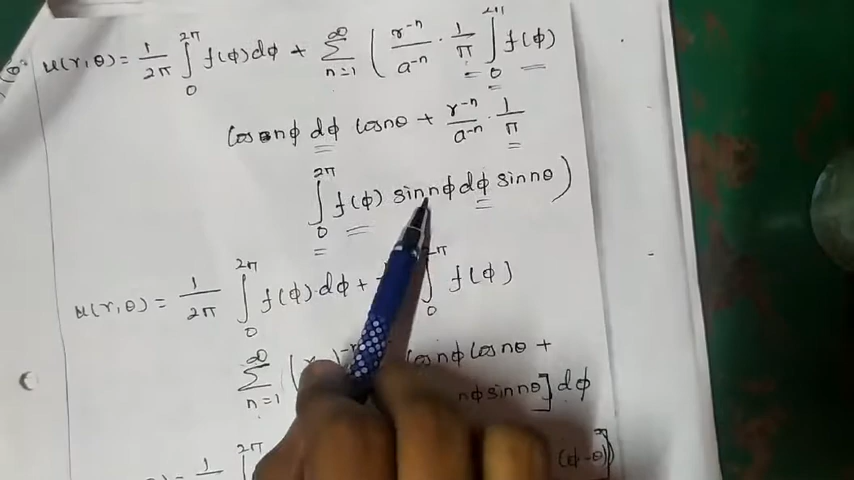 u(r,θ) = 1/2π ∫₀^2π f(φ)dφ + ∑_{n=1}^∞ ( r⁻ⁿ/a⁻ⁿ · 1/π ∫₀^2π f(φ)
cos nφ dφ cos nθ + r⁻ⁿ/a⁻ⁿ · 1/π
∫₀^2π f(φ) sin nφ dφ sin nθ )
u(r,θ) = 1/2π ∫₀^2π f(φ)·dφ + ∫₀^2π f(φ)
∑_{n=1}^∞ ( cos nφ cos nθ +
nφ sin nθ ] dφ
1 2π (φ-θ)